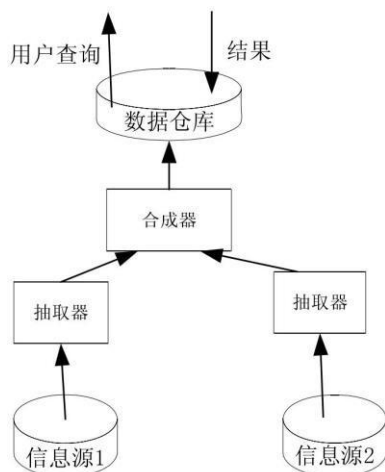 用户查询
结果
数据仓库
合成器
抽取器
抽取器
信息源1
信息源2